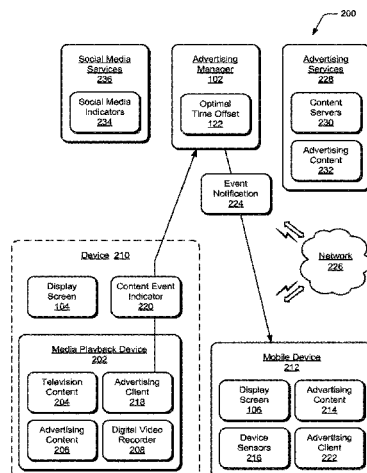 200
Social Media
Services
236
Social Media
Indicators
234
Advertising
Manager
102
Optimal
Time Offset
122
Advertising
Services
228
Content
Servers
230
Advertising
Content
232
Event
Notification
224
Network
226
Device 210
Display
Screen
104
Content Event
Indicator
220
Media Playback Device
202
Television
Content
204
Advertising
Client
218
Advertising
Content
206
Digital Video
Recorder
208
Mobile Device
212
Display
Screen
106
Advertising
Content
214
Device
Sensors
216
Advertising
Client
222